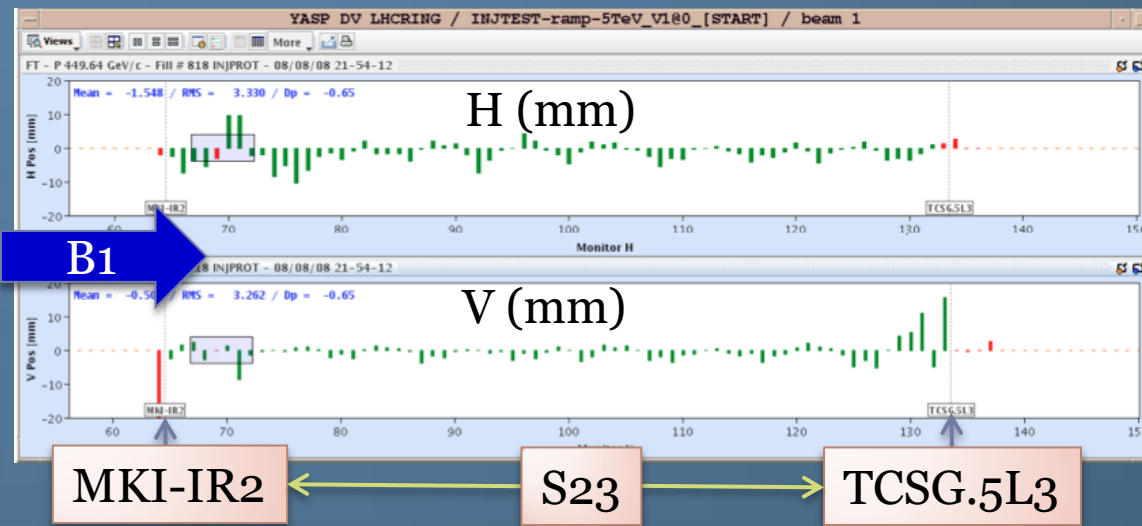 YASP DV LHCRING / INJTEST-ramp-5TeV_V1@0_[START] / beam 1
Views More
FT - P 449.64 GeV/c - Fill # 818 INJPROT - 08/08/08 21-54-12
Mean = -1.548 / RMS = 3.330 / Dp = -0.65
H (mm)
H Pos [mm]
20
10
0
-10
-20
MKI-IR2
TCSG.5L3
60 70 80 90 100 110 120 130 140
Monitor H
B1
818 INJPROT - 08/08/08 21-54-12
/ RMS = 3.262 / Dp = -0.65
Mean =
V (mm)
V Pos [mm]
10
0
-10
-20
MKI-IR2
TCSG.5L3
60 70 80 90 100 110 120 130 140
MKI-IR2
S23
TCSG.5L3